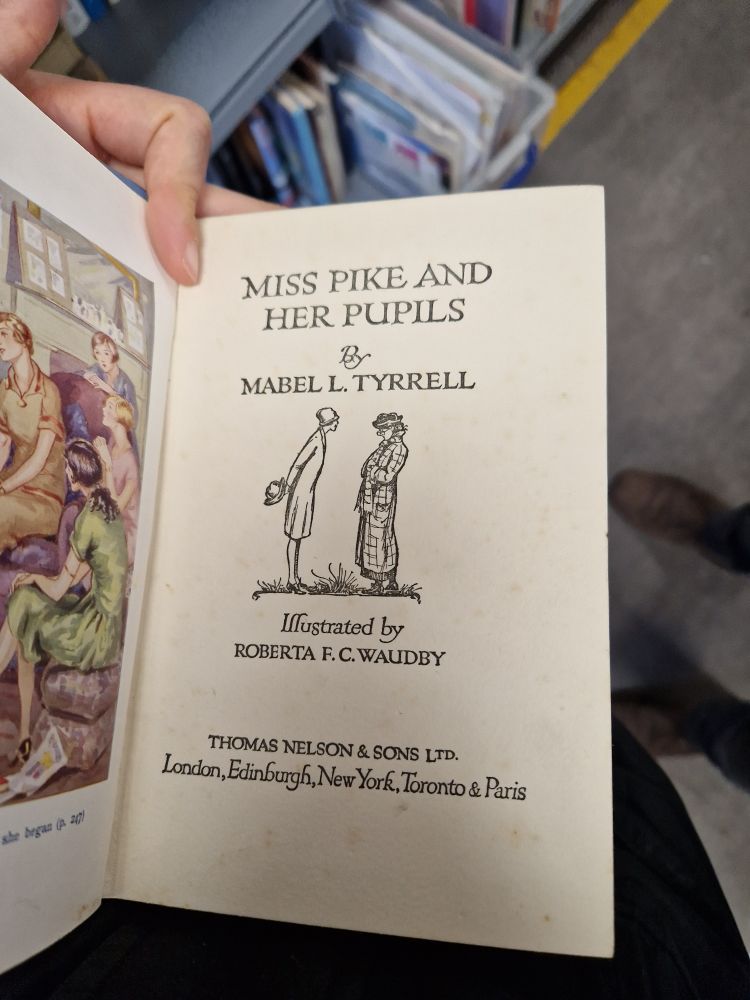 she began (p. 247)
MISS PIKE AND
HER PUPILS
By
MABEL L. TYRRELL
Illustrated by
ROBERTA F. C. WAUDBY
THOMAS NELSON & SONS LTD.
London, Edinburgh, New York, Toronto & Paris